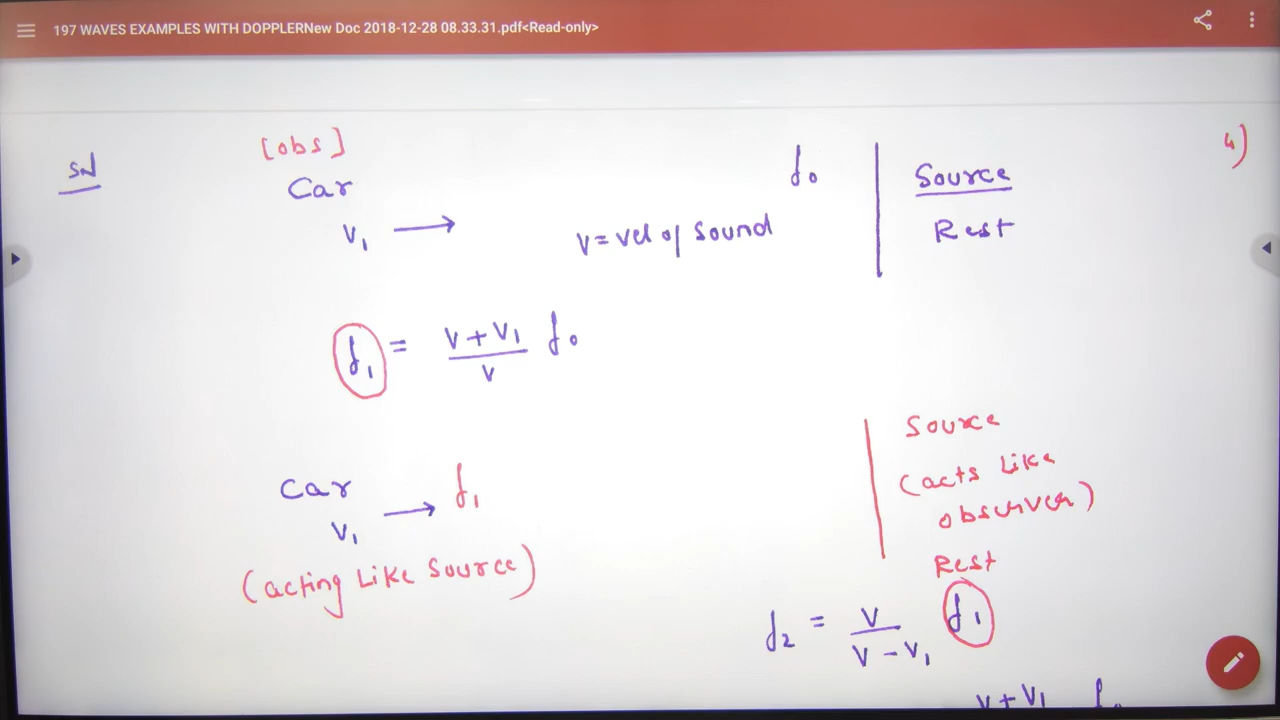 197 WAVES EXAMPLES WITH DOPPLERNew Doc 2018-12-28 08.33.31.pdf<Read-only>
4)
[obs]
Car
V₁ →
f₀
V = vel of sound
Source
Rest
f₁ = V + V₁ / V f₀
Car
V₁ → f₁
(acting Like Source)
Source
(acts Like
observer)
Rest
f₂ = V / V - V₁ f₁
V + V₁